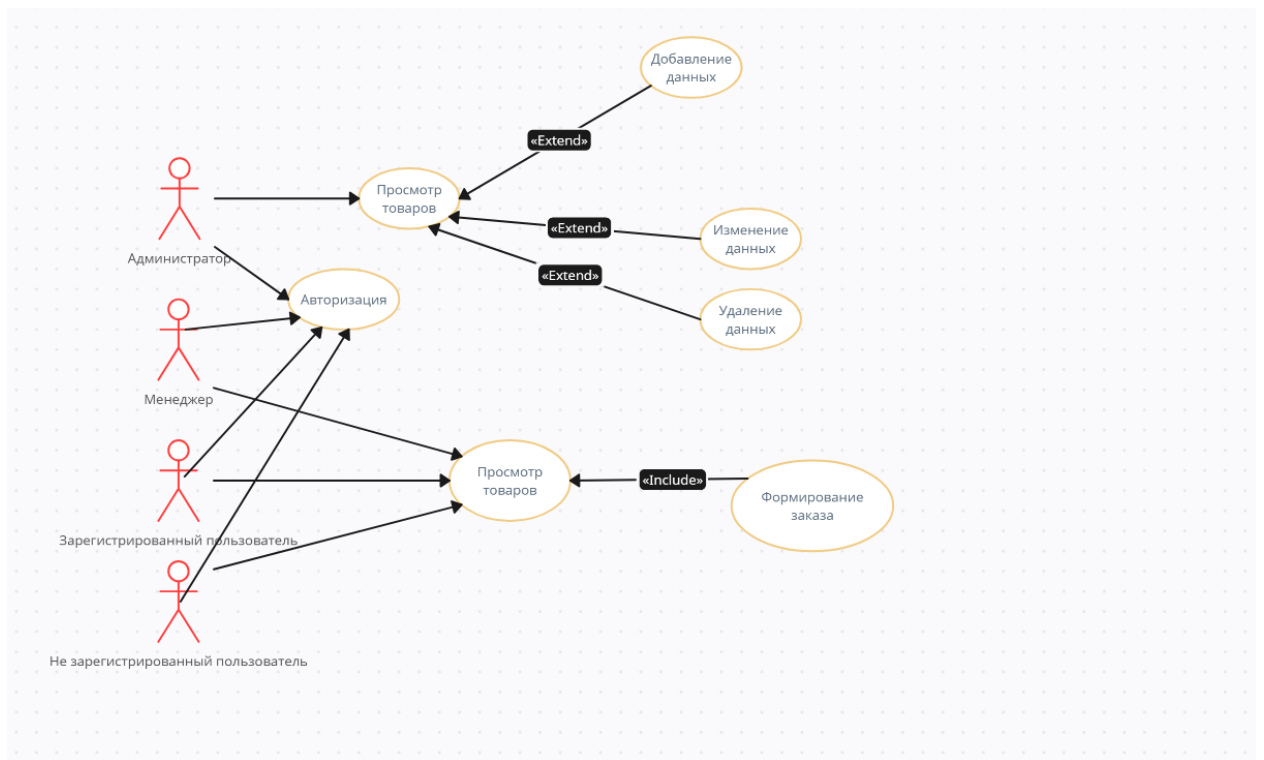 Добавление
данных
«Extend»
Просмотр
товаров
«Extend»
Изменение
данных
Администратор
«Extend»
Авторизация
Удаление
данных
Менеджер
Просмотр
товаров
«Include»
Формирование
заказа
Зарегистрированный пользователь
Не зарегистрированный пользователь